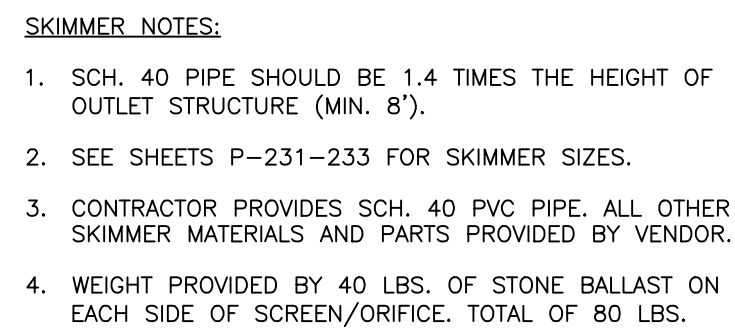 SKIMMER NOTES:
1. SCH. 40 PIPE SHOULD BE 1.4 TIMES THE HEIGHT OF
OUTLET STRUCTURE (MIN. 8').
2. SEE SHEETS P-231-233 FOR SKIMMER SIZES.
3. CONTRACTOR PROVIDES SCH. 40 PVC PIPE. ALL OTHER
SKIMMER MATERIALS AND PARTS PROVIDED BY VENDOR.
4. WEIGHT PROVIDED BY 40 LBS. OF STONE BALLAST ON
EACH SIDE OF SCREEN/ORIFICE. TOTAL OF 80 LBS.